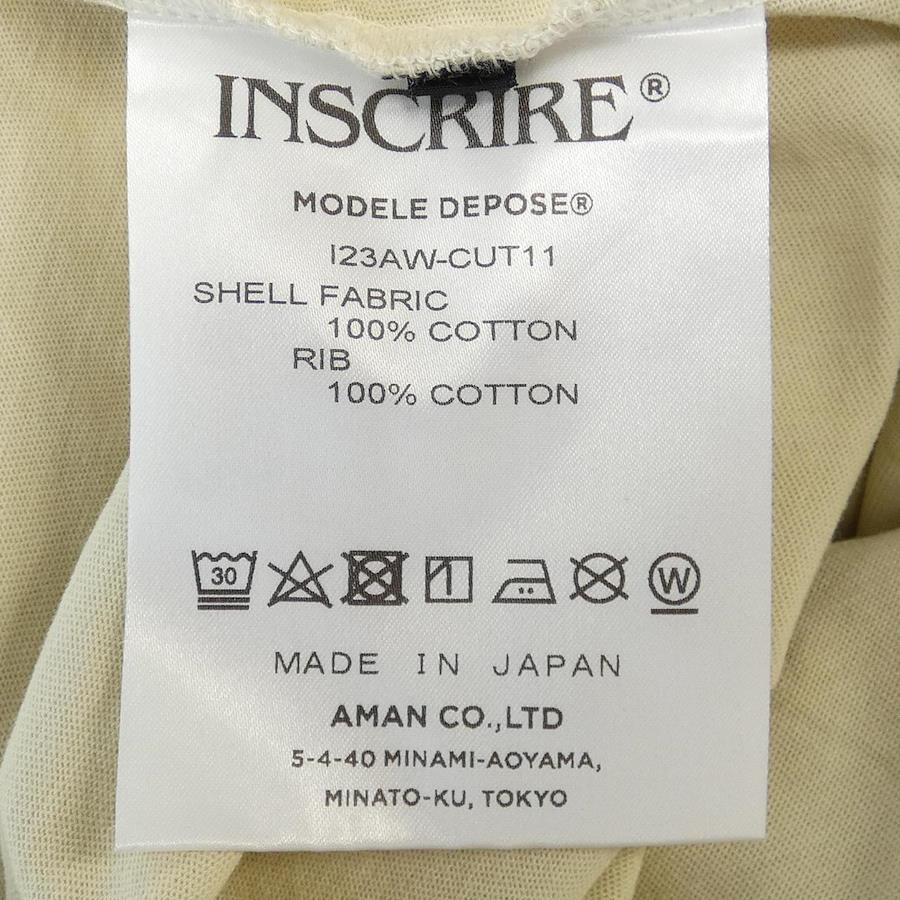 INSCRIRE®
MODELE DEPOSE®
I23AW-CUT11
SHELL FABRIC
100% COTTON
RIB
100% COTTON
30 W
MADE IN JAPAN
AMAN CO.,LTD
5-4-40 MINAMI-AOYAMA,
MINATO-KU, TOKYO